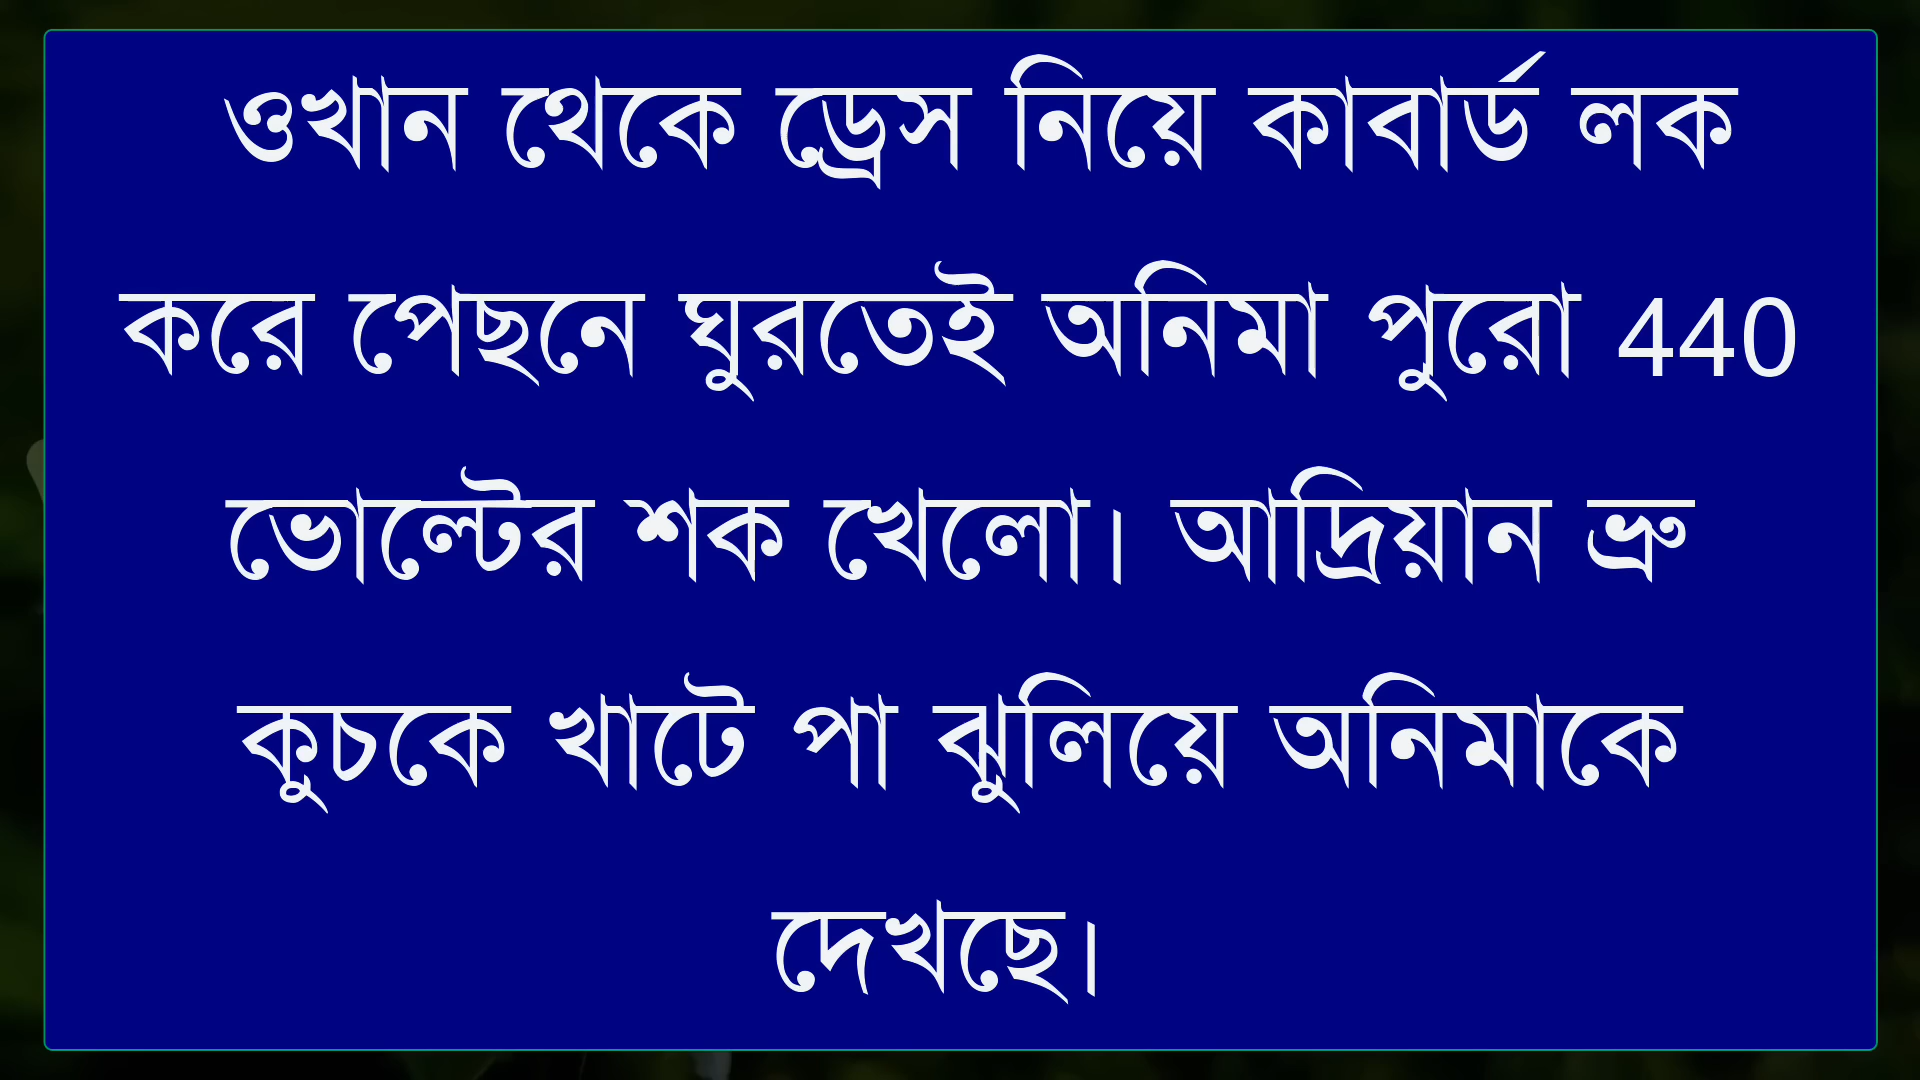 ওখান থেকে ড্রেস নিয়ে কাবার্ড লক
করে পেছনে ঘুরতেই অনিমা পুরো 440
ভোল্টের শক খেলো। আদ্রিয়ান ভ্রু
কুচকে খাটে পা ঝুলিয়ে অনিমাকে
দেখছে।